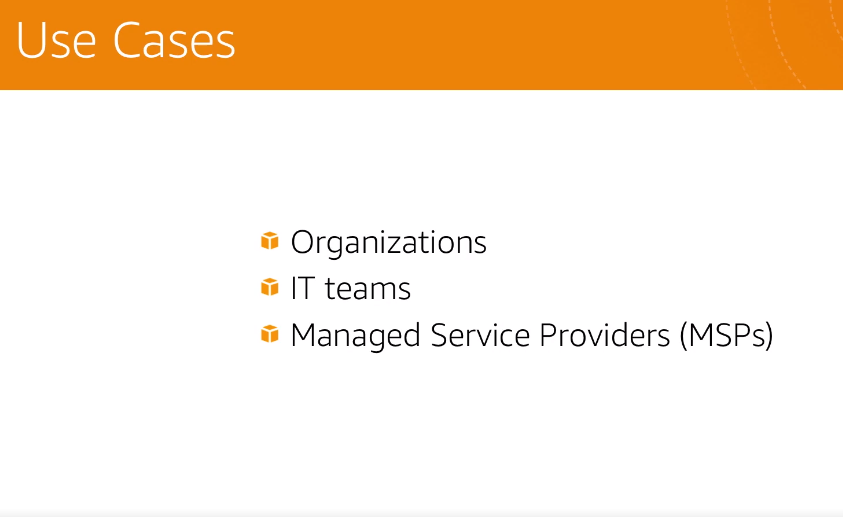 Use Cases
Organizations
IT teams
Managed Service Providers (MSPs)